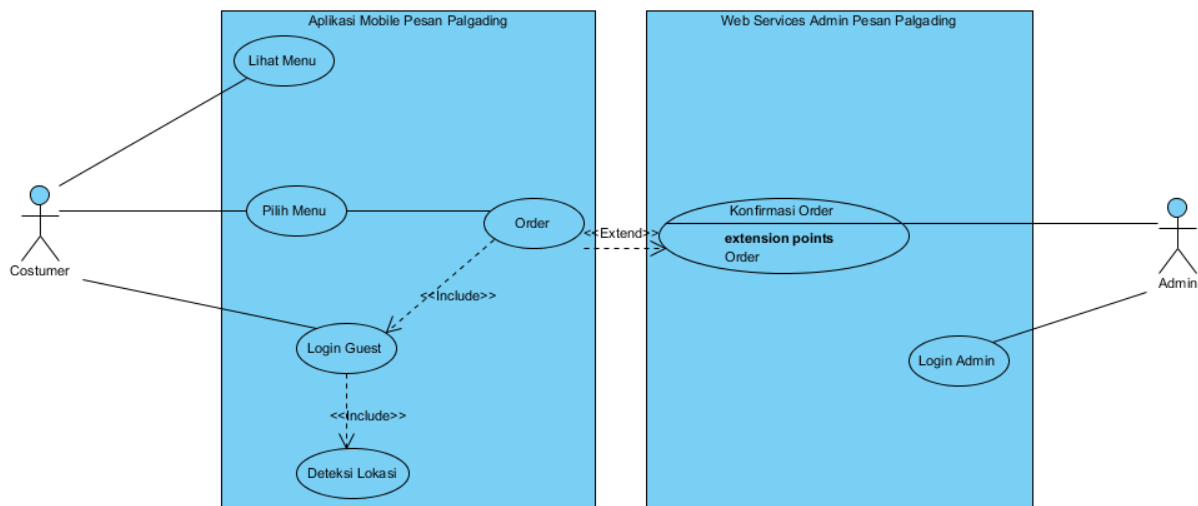 Aplikasi Mobile Pesan Palgading
Web Services Admin Pesan Palgading
Lihat Menu
Pilih Menu
Order
<<Extend>>
Konfirmasi Order
extension points
Order
Costumer
Admin
<<Include>>
Login Guest
Login Admin
<<Include>>
Deteksi Lokasi